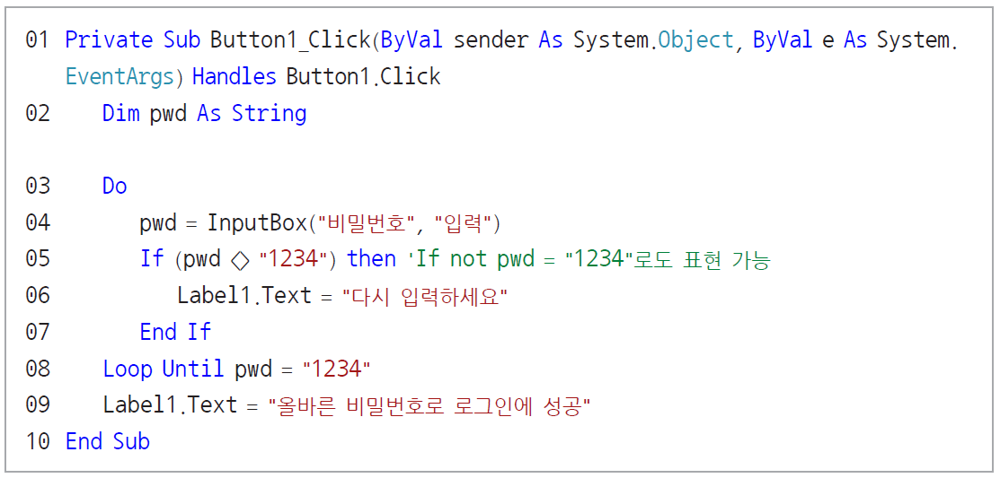 01 Private Sub Button1_Click(ByVal sender As System.Object, ByVal e As System.
EventArgs) Handles Button1.Click
02 Dim pwd As String
03 Do
04 pwd = InputBox("비밀번호", "입력")
05 If (pwd <> "1234") then 'If not pwd = "1234"로도 표현 가능
06 Label1.Text = "다시 입력하세요"
07 End If
08 Loop Until pwd = "1234"
09 Label1.Text = "올바른 비밀번호로 로그인에 성공"
10 End Sub